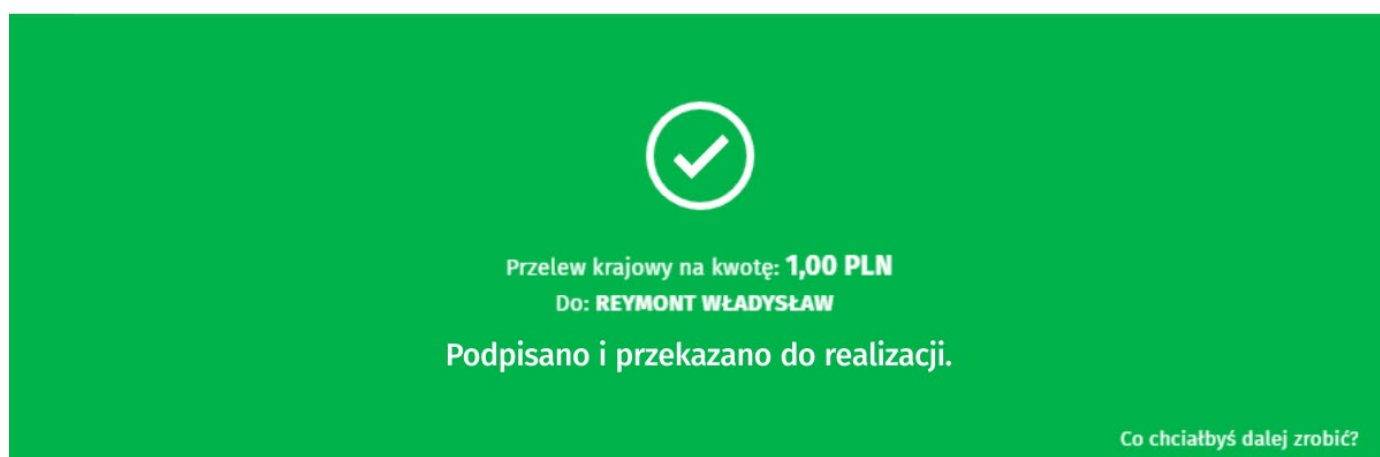 Przelew krajowy na kwotę: 1,00 PLN
Do: REYMONT WŁADYSŁAW
Podpisano i przekazano do realizacji.
Co chciałbyś dalej zrobić?